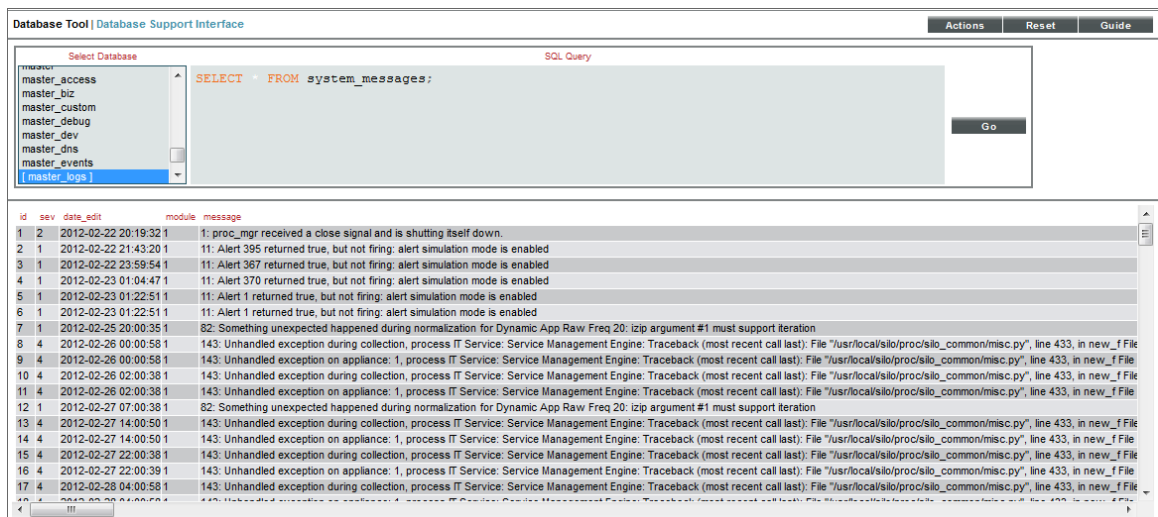 Database Tool | Database Support Interface
Actions Reset Guide
Select Database
SQL Query
master
master_access
master_biz
master_custom
master_debug
master_dev
master_dns
master_events
[ master_logs ]
SELECT * FROM system_messages;
Go
id sev date_edit module message
1 2 2012-02-22 20:19:32 1 1: proc_mgr received a close signal and is shutting itself down.
2 1 2012-02-22 21:43:20 1 11: Alert 395 returned true, but not firing: alert simulation mode is enabled
3 1 2012-02-22 23:59:54 1 11: Alert 367 returned true, but not firing: alert simulation mode is enabled
4 1 2012-02-23 01:04:47 1 11: Alert 370 returned true, but not firing: alert simulation mode is enabled
5 1 2012-02-23 01:22:51 1 11: Alert 1 returned true, but not firing: alert simulation mode is enabled
6 1 2012-02-23 01:22:51 1 11: Alert 1 returned true, but not firing: alert simulation mode is enabled
7 1 2012-02-25 20:00:35 1 82: Something unexpected happened during normalization for Dynamic App Raw Freq 20: izip argument #1 must support iteration
8 4 2012-02-26 00:00:58 1 143: Unhandled exception during collection, process IT Service: Service Management Engine: Traceback (most recent call last): File "/usr/local/silo/proc/silo_common/misc.py", line 433, in new_f File
9 4 2012-02-26 00:00:58 1 143: Unhandled exception on appliance: 1, process IT Service: Service Management Engine: Traceback (most recent call last): File "/usr/local/silo/proc/silo_common/misc.py", line 433, in new_f File
10 4 2012-02-26 02:00:38 1 143: Unhandled exception during collection, process IT Service: Service Management Engine: Traceback (most recent call last): File "/usr/local/silo/proc/silo_common/misc.py", line 433, in new_f File
11 4 2012-02-26 02:00:38 1 143: Unhandled exception on appliance: 1, process IT Service: Service Management Engine: Traceback (most recent call last): File "/usr/local/silo/proc/silo_common/misc.py", line 433, in new_f File
12 1 2012-02-27 07:00:38 1 82: Something unexpected happened during normalization for Dynamic App Raw Freq 20: izip argument #1 must support iteration
13 4 2012-02-27 14:00:50 1 143: Unhandled exception during collection, process IT Service: Service Management Engine: Traceback (most recent call last): File "/usr/local/silo/proc/silo_common/misc.py", line 433, in new_f File
14 4 2012-02-27 14:00:50 1 143: Unhandled exception on appliance: 1, process IT Service: Service Management Engine: Traceback (most recent call last): File "/usr/local/silo/proc/silo_common/misc.py", line 433, in new_f File
15 4 2012-02-27 22:00:38 1 143: Unhandled exception during collection, process IT Service: Service Management Engine: Traceback (most recent call last): File "/usr/local/silo/proc/silo_common/misc.py", line 433, in new_f File
16 4 2012-02-27 22:00:39 1 143: Unhandled exception on appliance: 1, process IT Service: Service Management Engine: Traceback (most recent call last): File "/usr/local/silo/proc/silo_common/misc.py", line 433, in new_f File
17 4 2012-02-28 04:00:58 1 143: Unhandled exception during collection, process IT Service: Service Management Engine: Traceback (most recent call last): File "/usr/local/silo/proc/silo_common/misc.py", line 433, in new_f File